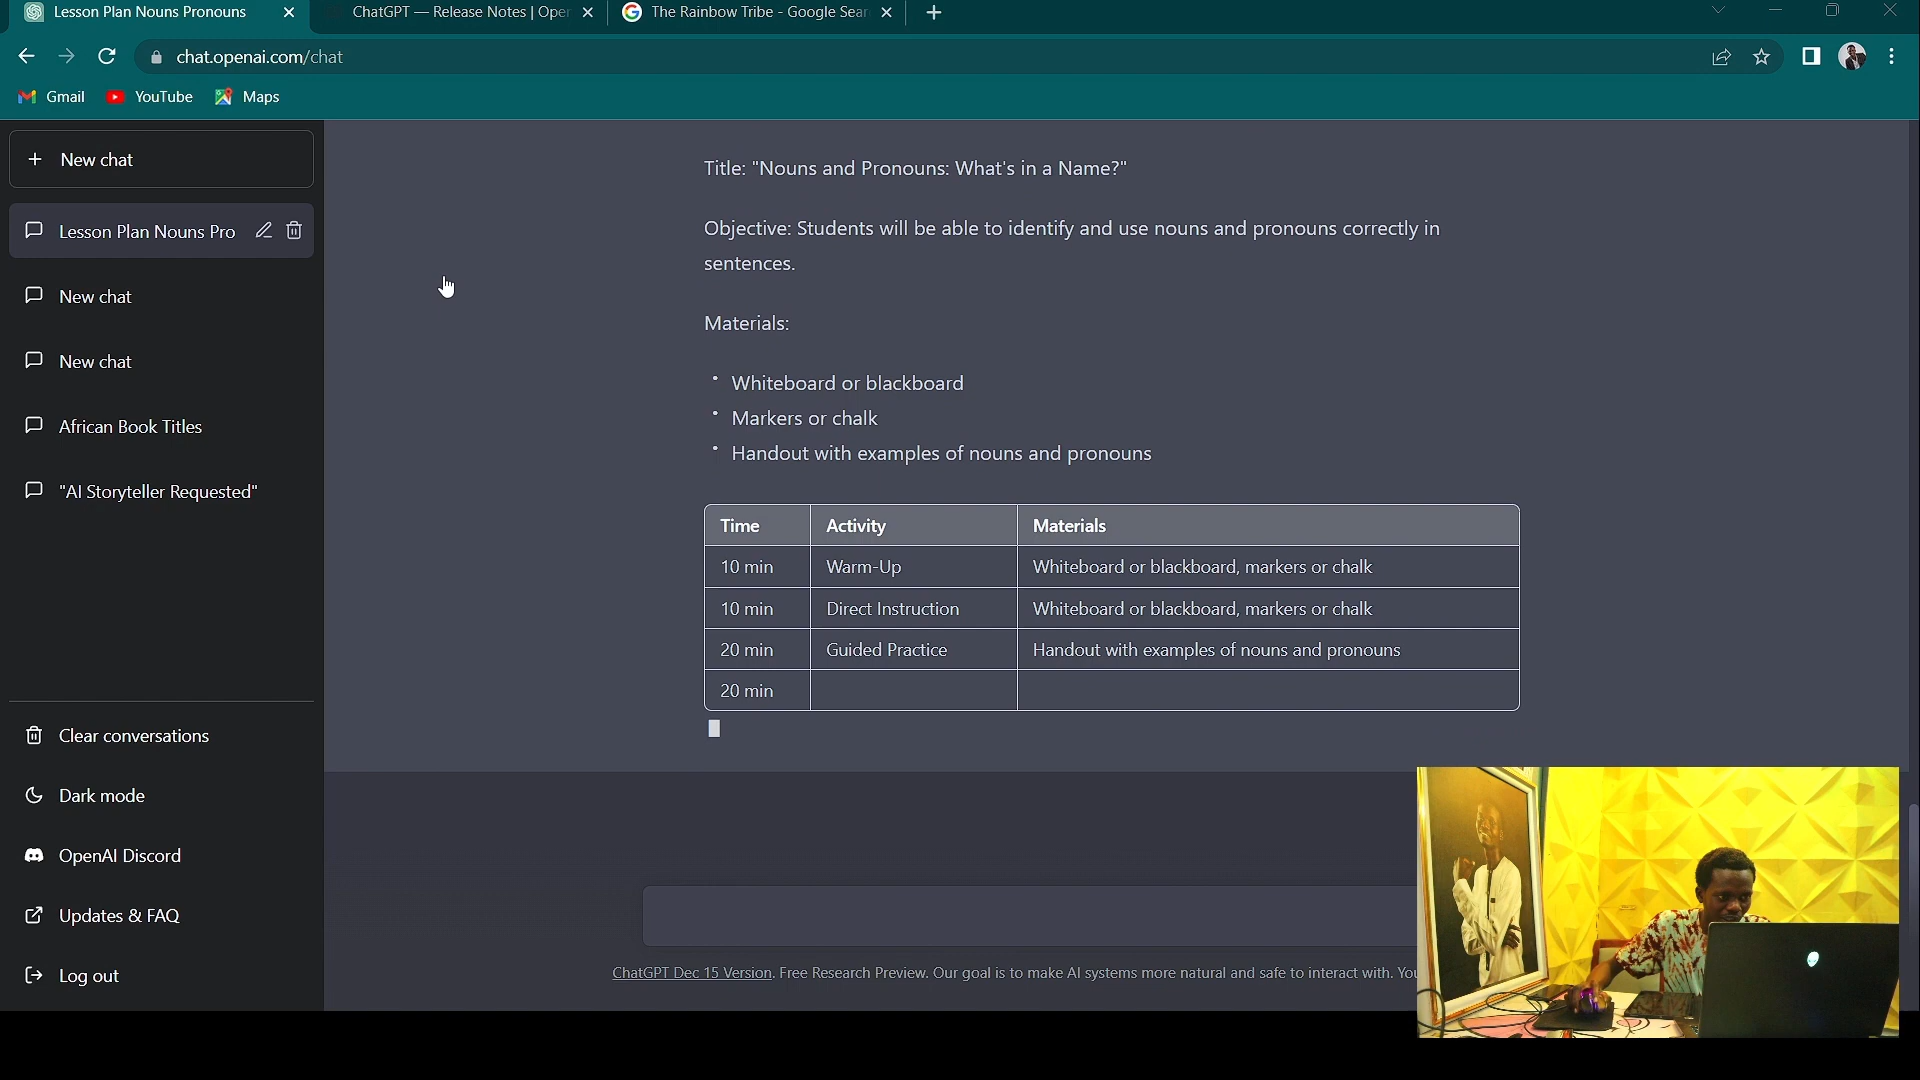 Lesson Plan Nouns Pronouns
ChatGPT — Release Notes | Oper
The Rainbow Tribe - Google Sear
chat.openai.com/chat
Gmail
YouTube
Maps
New chat
Lesson Plan Nouns Pro
New chat
New chat
African Book Titles
"AI Storyteller Requested"
Clear conversations
Dark mode
OpenAI Discord
Updates & FAQ
Log out
Title: "Nouns and Pronouns: What's in a Name?"
Objective: Students will be able to identify and use nouns and pronouns correctly in
sentences.
Materials:
Whiteboard or blackboard
Markers or chalk
Handout with examples of nouns and pronouns
Time Activity Materials
10 min Warm-Up Whiteboard or blackboard, markers or chalk
10 min Direct Instruction Whiteboard or blackboard, markers or chalk
20 min Guided Practice Handout with examples of nouns and pronouns
20 min
ChatGPT Dec 15 Version. Free Research Preview. Our goal is to make AI systems more natural and safe to interact with. You